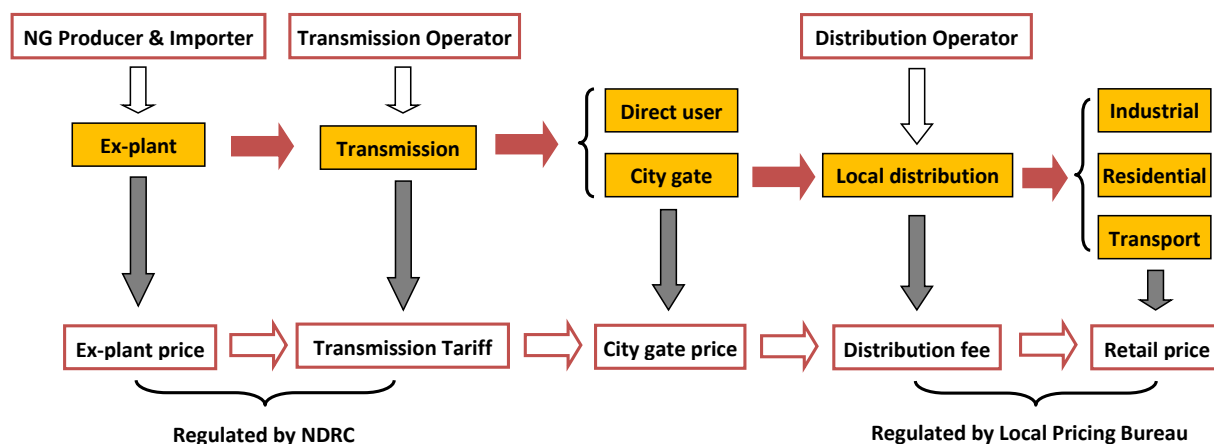 NG Producer & Importer
Transmission Operator
Distribution Operator
Direct user
Industrial
Ex-plant
Transmission
City gate
Local distribution
Residential
Transport
Ex-plant price
Transmission Tariff
City gate price
Distribution fee
Retail price
Regulated by NDRC
Regulated by Local Pricing Bureau